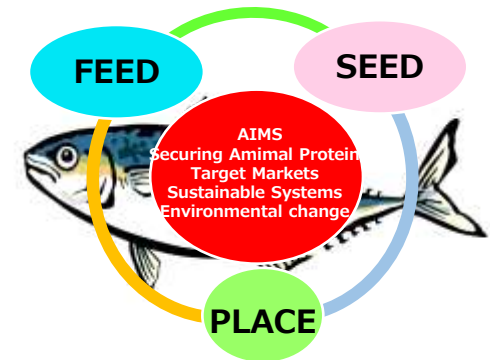 FEED
SEED
AIMS
Securing Amimal Protein
Target Markets
Sustainable Systems
Environmental change
PLACE